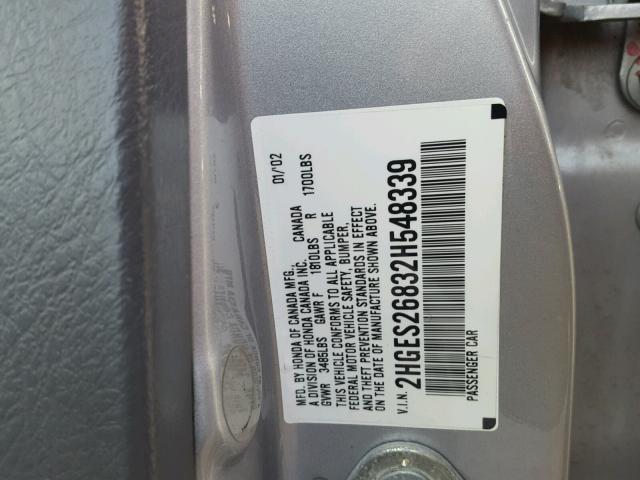 MFD. BY HONDA OF CANADA MFG. 01/'02
A DIVISION OF HONDA CANADA INC. CANADA
GVWR 3485LBS GAWR F 1810LBS R 1700LBS
THIS VEHICLE CONFORMS TO ALL APPLICABLE
FEDERAL MOTOR VEHICLE SAFETY, BUMPER,
AND THEFT PREVENTION STANDARDS IN EFFECT
ON THE DATE OF MANUFACTURE SHOWN ABOVE.
V.I.N. 2HGES26832H548339
PASSENGER CAR